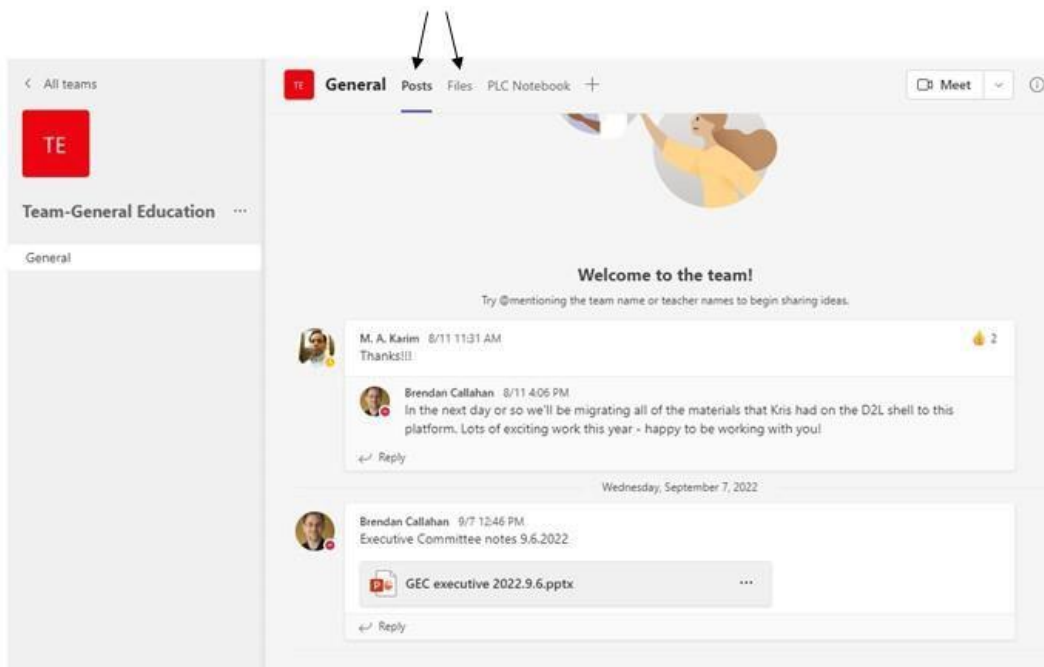 All teams
TE General Posts Files PLC Notebook
Meet
TE
Team-General Education
General
Welcome to the team!
Try @mentioning the team name or teacher names to begin sharing ideas.
M. A. Karim 8/11 11:31 AM
2
Thanks!!!
Brendan Callahan 8/11 4:06 PM
In the next day or so we'll be migrating all of the materials that Kris had on the D2L shell to this
platform. Lots of exciting work this year - happy to be working with you!
Reply
Wednesday, September 7, 2022
Brendan Callahan 9/7 12:46 PM
Executive Committee notes 9.6.2022
GEC executive 2022.9.6.pptx
Reply